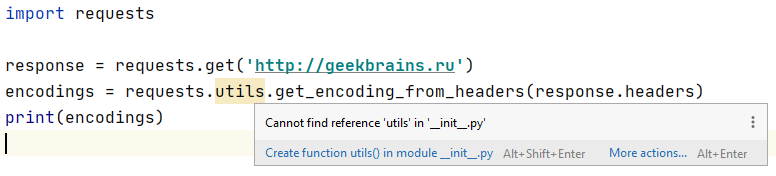 import requests
response = requests.get('http://geekbrains.ru')
encodings = requests.utils.get_encoding_from_headers(response.headers)
print(encodings)
Cannot find reference 'utils' in '__init__.py'
Create function utils() in module __init__.py Alt+Shift+Enter More actions... Alt+Enter